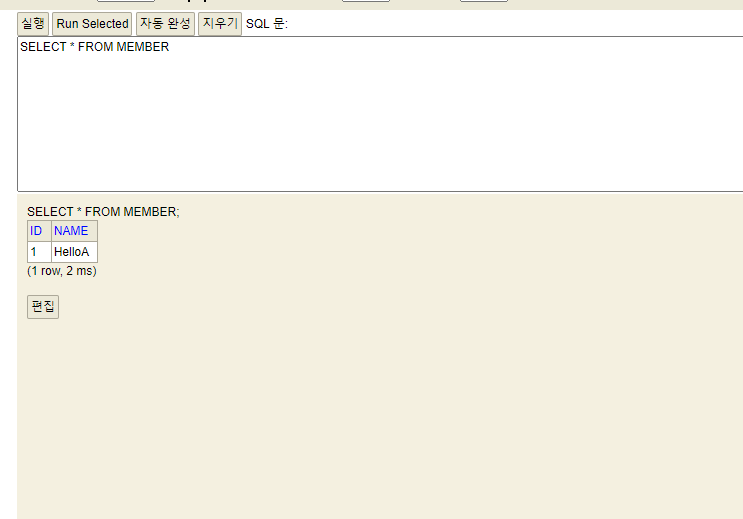 실행 Run Selected 자동 완성 지우기 SQL 문:
SELECT * FROM MEMBER
SELECT * FROM MEMBER;
ID NAME
1 HelloA
(1 row, 2 ms)
편집